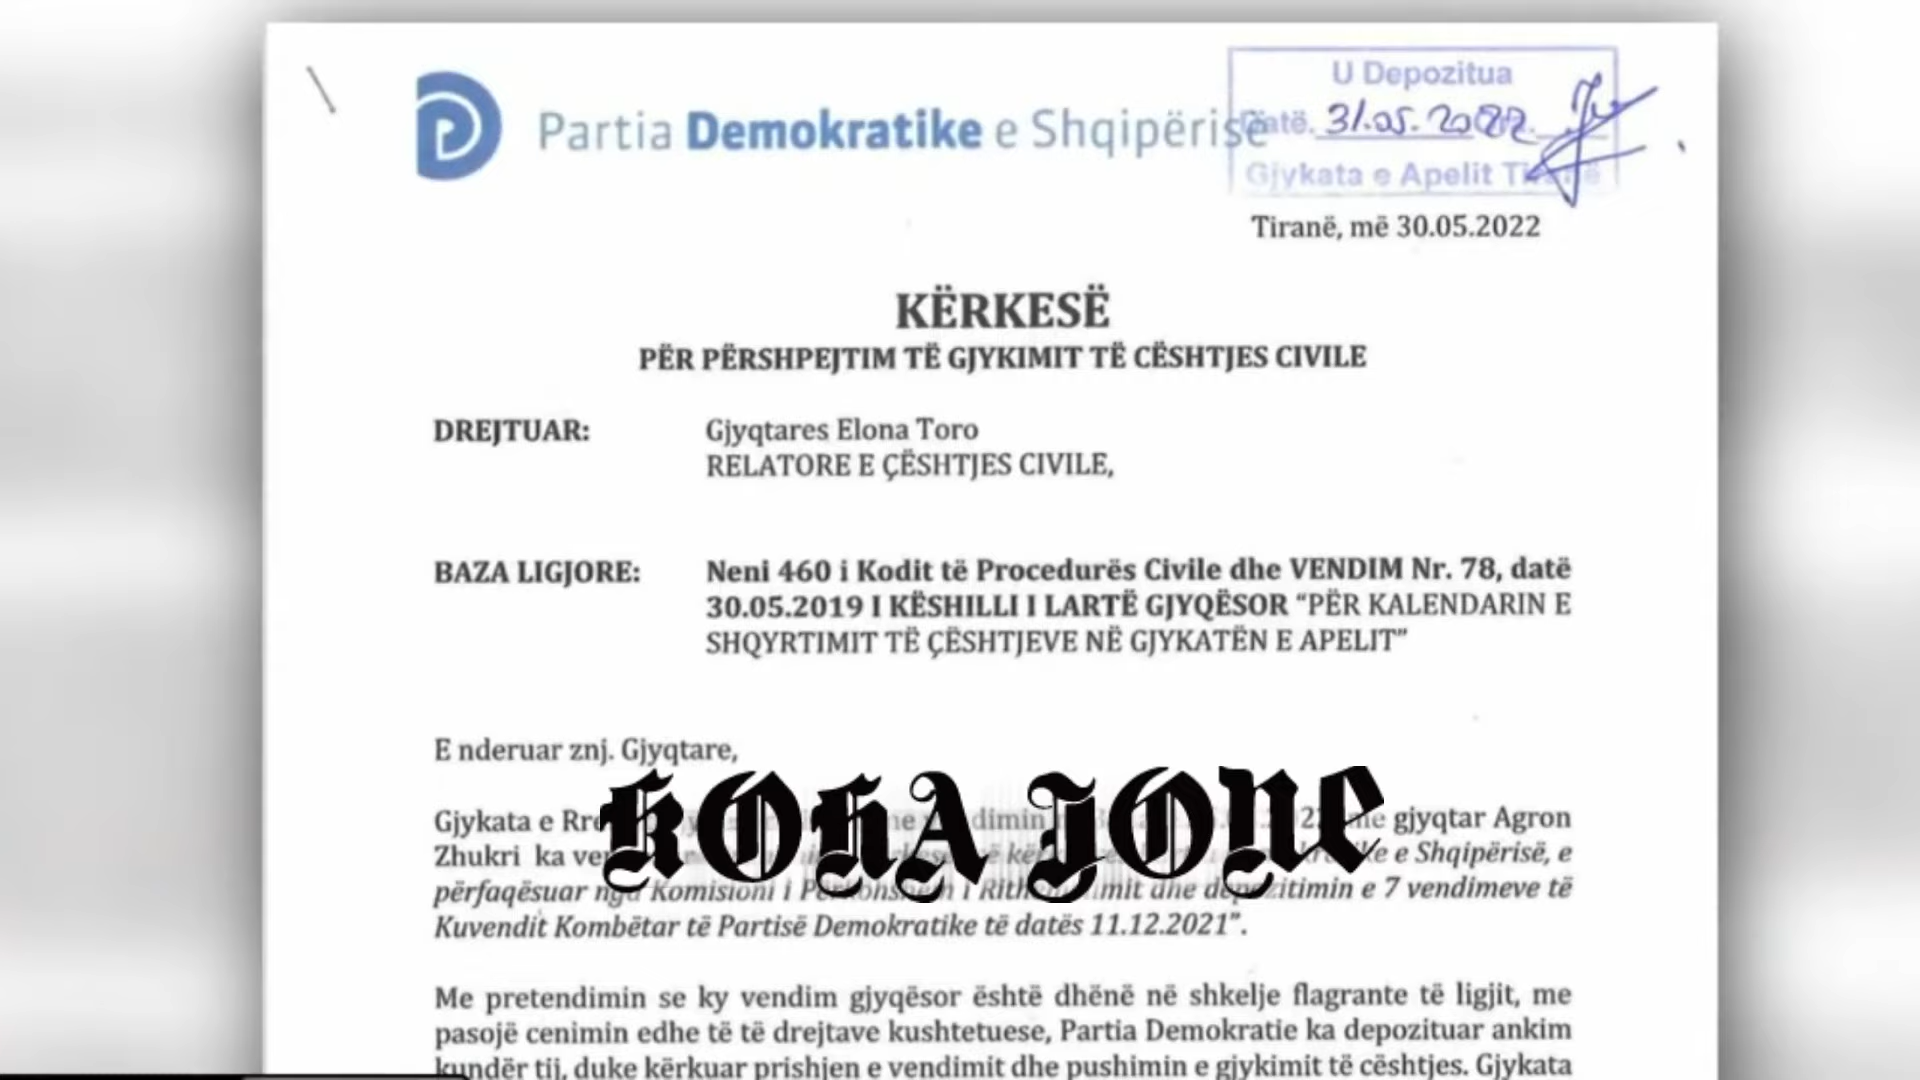 Partia Demokratike e Shqipërisë
U Depozitua
Datë. 31.05.2022
Gjykata e Apelit Tiranë
Tiranë, më 30.05.2022
KËRKESË
PËR PËRSHPEJTIM TË GJYKIMIT TË CËSHTJES CIVILE
DREJTUAR: Gjyqtares Elona Toro
RELATORE E ÇËSHTJES CIVILE,
BAZA LIGJORE: Neni 460 i Kodit të Procedurës Civile dhe VENDIM Nr. 78, datë
30.05.2019 I KËSHILLI I LARTË GJYQËSOR “PËR KALENDARIN E
SHQYRTIMIT TË ÇËSHTJEVE NË GJYKATËN E APELIT”
E nderuar znj. Gjyqtare,
KOHA JONE
Gjykata e vendimin me gjyqtar Agron
Zhukri ka e Shqipërisë, e
përfaqësuar nga Komisioni i dhe depozitimin e 7 vendimeve të
Kuvendit Kombëtar të Partisë Demokratike të datës 11.12.2021”.
Me pretendimin se ky vendim gjyqësor është dhënë në shkelje flagrante të ligjit, me
pasojë cenimin edhe të të drejtave kushtetuese, Partia Demokratie ka depozituar ankim
kundër tij, duke kërkuar prishjen e vendimit dhe pushimin e gjykimit të cështjes. Gjykata